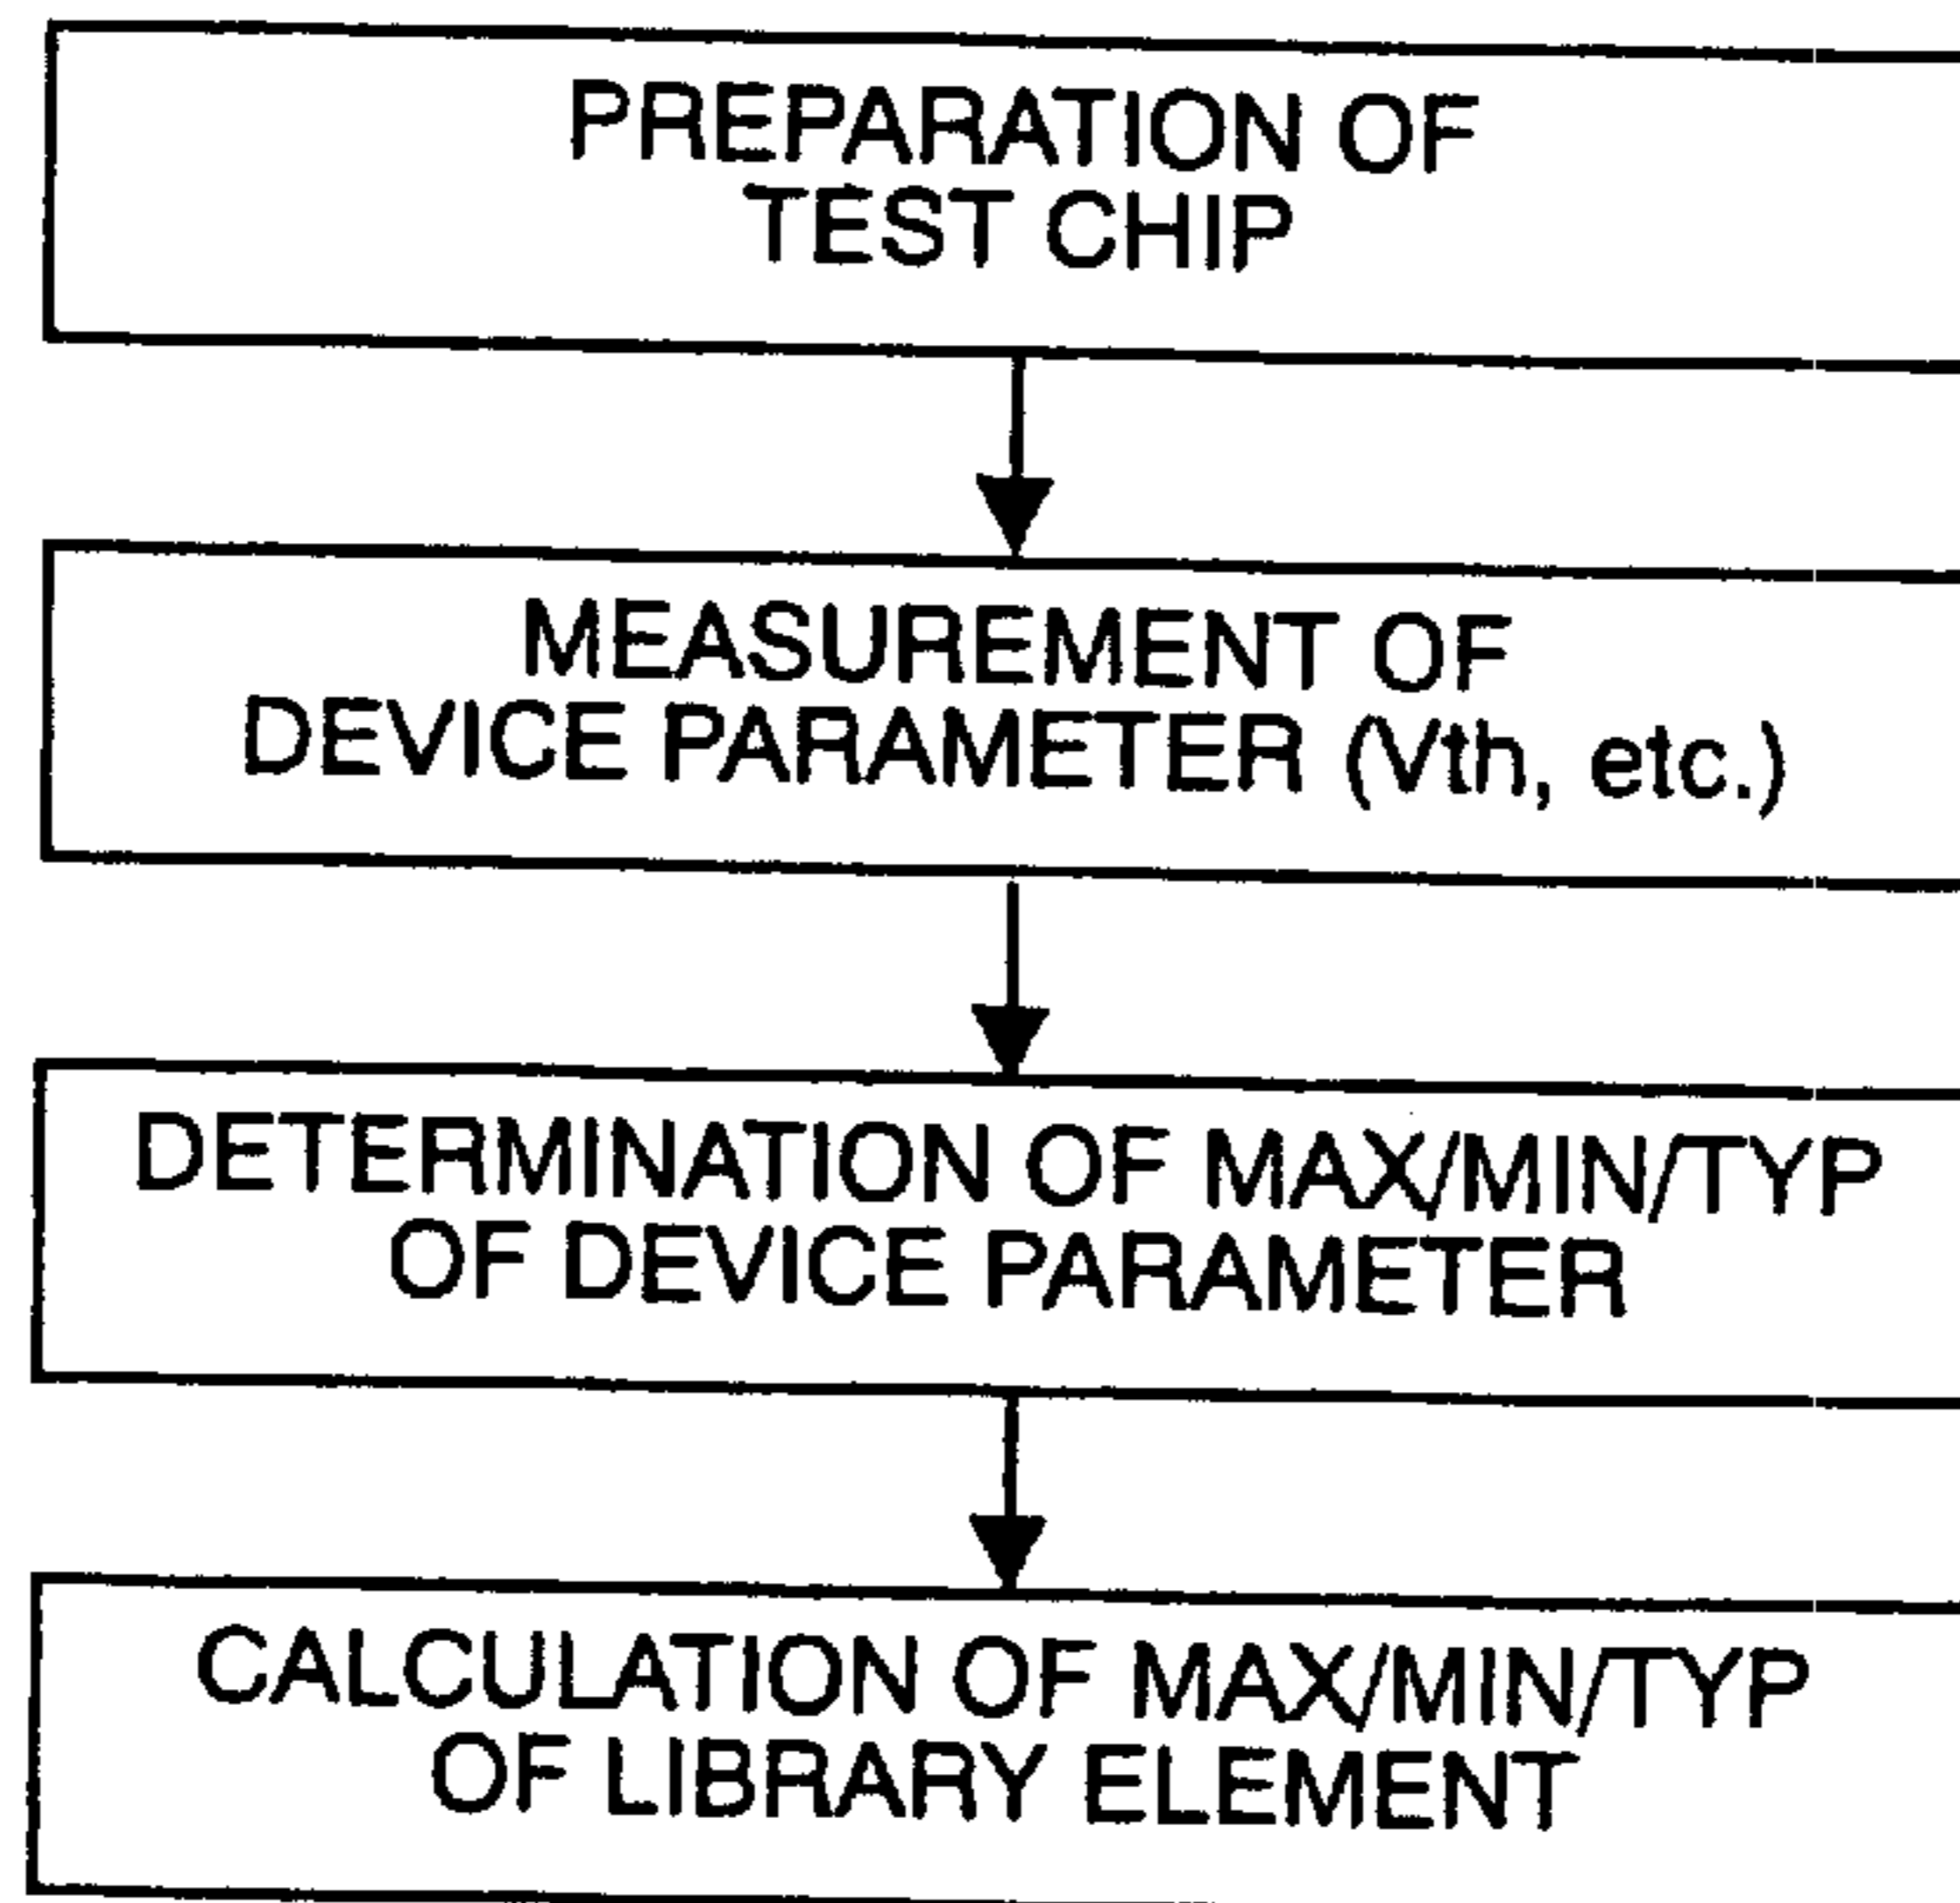 PREPARATION OF
TEST CHIP
MEASUREMENT OF
DEVICE PARAMETER (Vth, etc.)
DETERMINATION OF MAX/MIN/TYP
OF DEVICE PARAMETER
CALCULATION OF MAX/MIN/TYP
OF LIBRARY ELEMENT